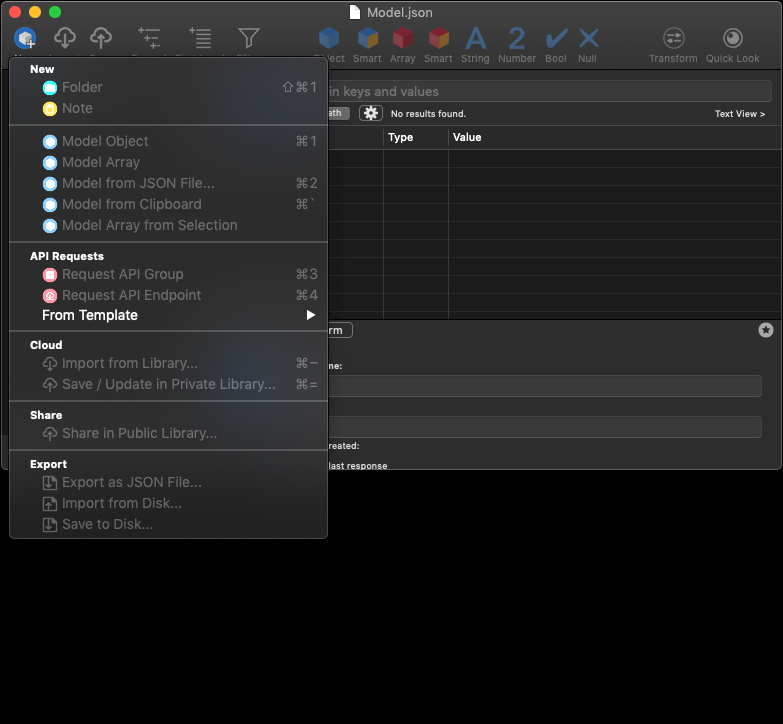 Model.json
Object Smart Array Smart String Number Bool Null Transform Quick Look
New
Folder ⇧⌘1
Note
Model Object ⌘1
Model Array
Model from JSON File... ⌘2
Model from Clipboard ⌘`
Model Array from Selection
API Requests
Request API Group ⌘3
Request API Endpoint ⌘4
From Template
Cloud
Import from Library... ⌘−
Save / Update in Private Library... ⌘=
Share
Share in Public Library...
Export
Export as JSON File...
Import from Disk...
Save to Disk...
in keys and values
ath No results found. Text View >
Type Value
rm
me:
reated:
last response